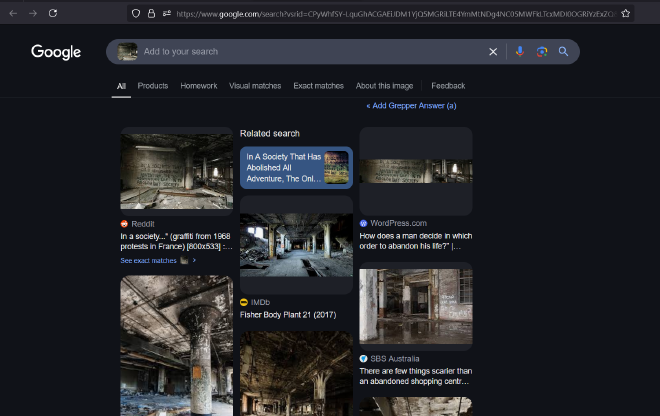 https://www.google.com/search?vsrid=
Google
Add to your search
All Products Homework Visual matches Exact matches About this image Feedback
« Add Grepper Answer (a)
Reddit
In a society..." (graffiti from 1968
protests in France) [800x533] :...
See exact matches
Related search
In A Society That Has
Abolished All
Adventure, The Onl...
IMDb
Fisher Body Plant 21 (2017)
WordPress.com
How does a man decide in which
order to abandon his life?" |...
SBS Australia
There are few things scarier than
an abandoned shopping centr...